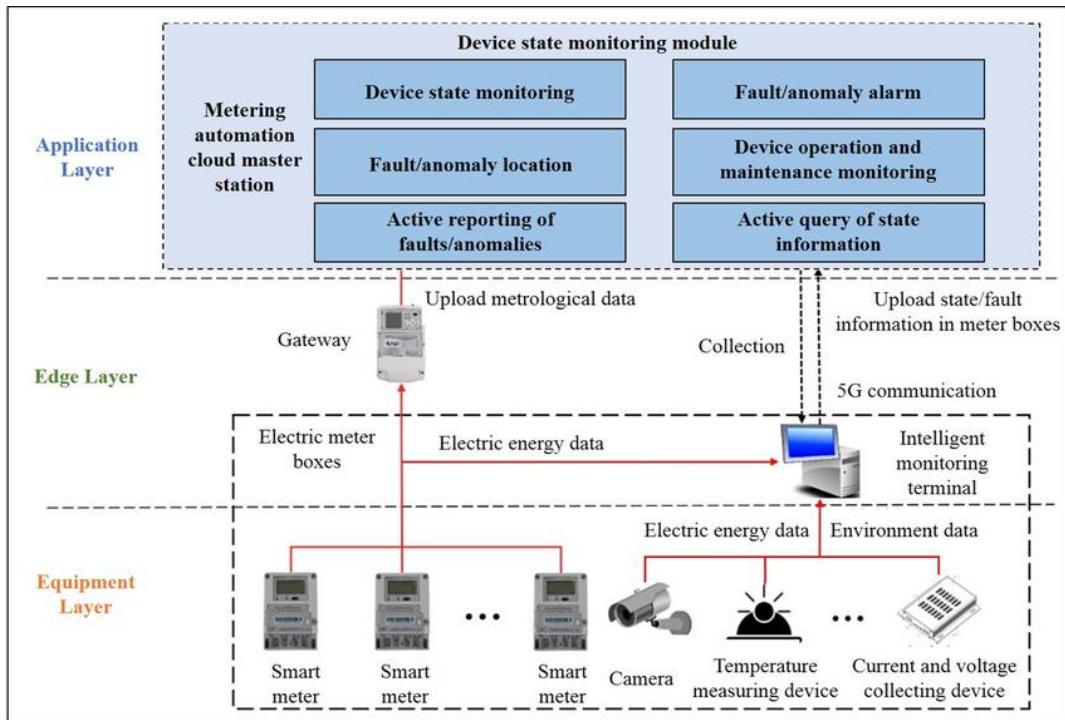 Device state monitoring module
Metering
automation
cloud master
station
Device state monitoring
Fault/anomaly alarm
Fault/anomaly location
Device operation and
maintenance monitoring
Active reporting of
faults/anomalies
Active query of state
information
Application
Layer
Upload metrological data
Gateway
Collection
Upload state/fault
information in meter boxes
5G communication
Edge Layer
Electric meter
boxes
Electric energy data
Intelligent
monitoring
terminal
Electric energy data
Environment data
Equipment
Layer
•••
•••
Smart
meter
Smart
meter
Smart
meter
Camera
Temperature
measuring device
Current and voltage
collecting device